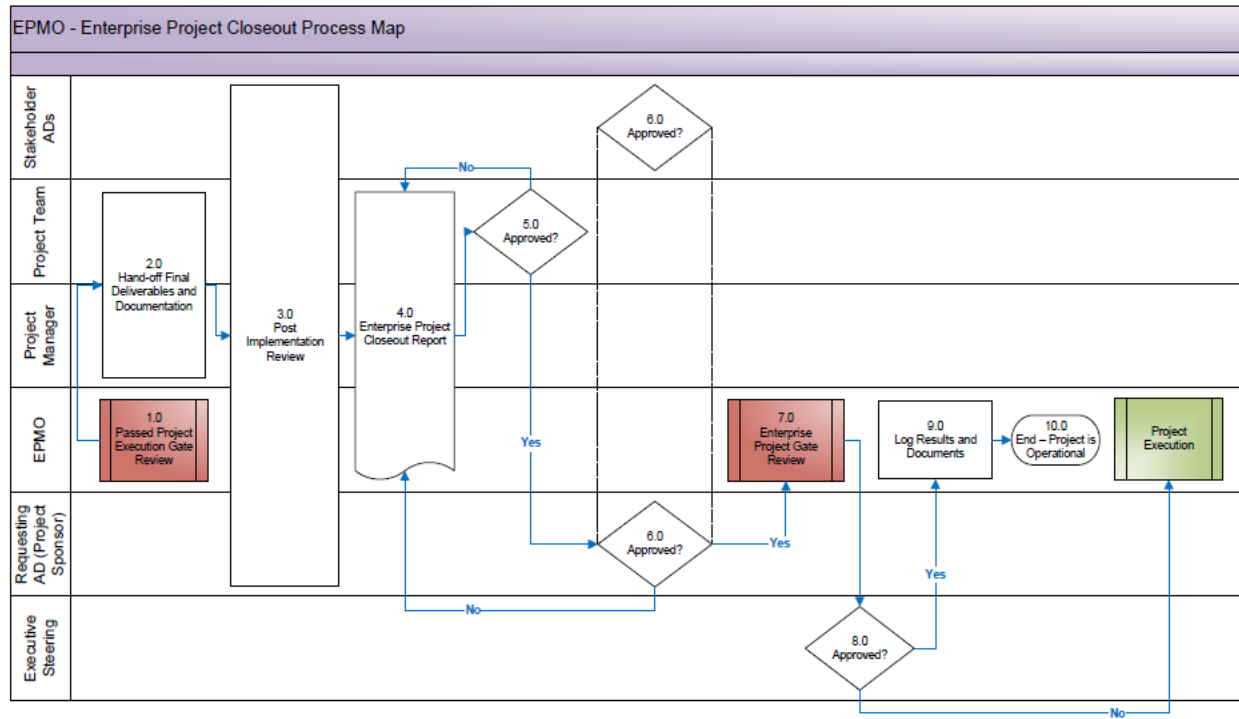 EPMO - Enterprise Project Closeout Process Map
Stakeholder
ADs
6.0
Approved?
No
Project Team
2.0
Hand-off Final
Deliverables and
Documentation
5.0
Approved?
Project
Manager
3.0
Post
Implementation
Review
4.0
Enterprise Project
Closeout Report
EPMO
1.0
Passed Project
Execution Gate
Review
Yes
7.0
Enterprise
Project Gate
Review
9.0
Log Results and
Documents
10.0
End – Project is
Operational
Project
Execution
Requesting
AD (Project
Sponsor)
6.0
Approved?
Yes
Yes
No
Executive
Steering
8.0
Approved?
No